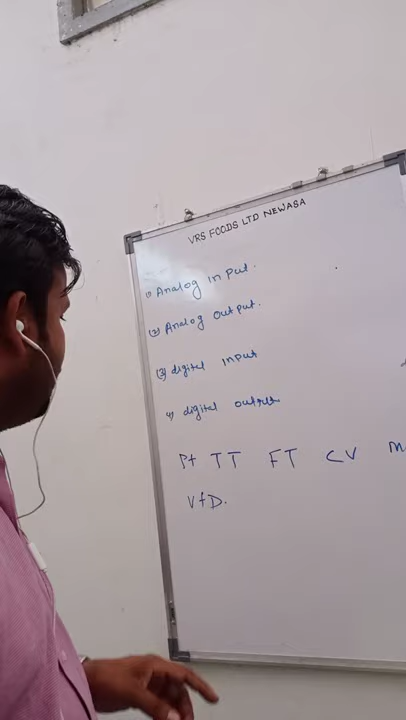 VRS FOODS LTD NEWASA
1) Analog input.
(2) Analog output.
(3) digital input
4) digital output
Pt TT FT CV
VfD.